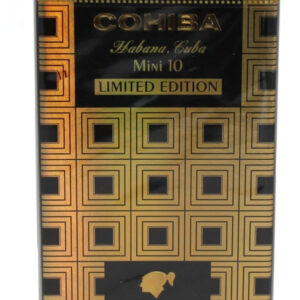 COHIBA
Habana, Cuba
Mini 10
LIMITED EDITION